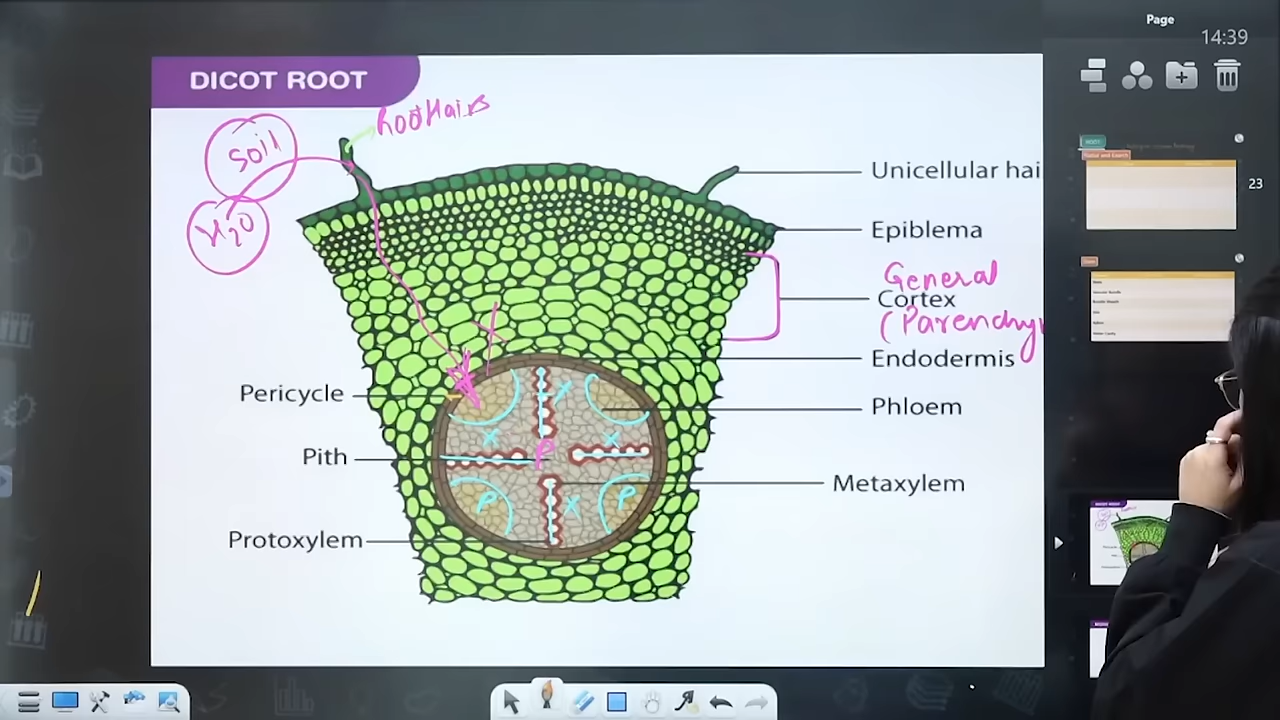 Page
14:39
DICOT ROOT
Root Hairs
Soil
H2O
Unicellular hai
Epiblema
General
Cortex
(Parenchy
Endodermis
Pericycle
Phloem
Pith
P
Metaxylem
P
P
Protoxylem
X
X
X
23